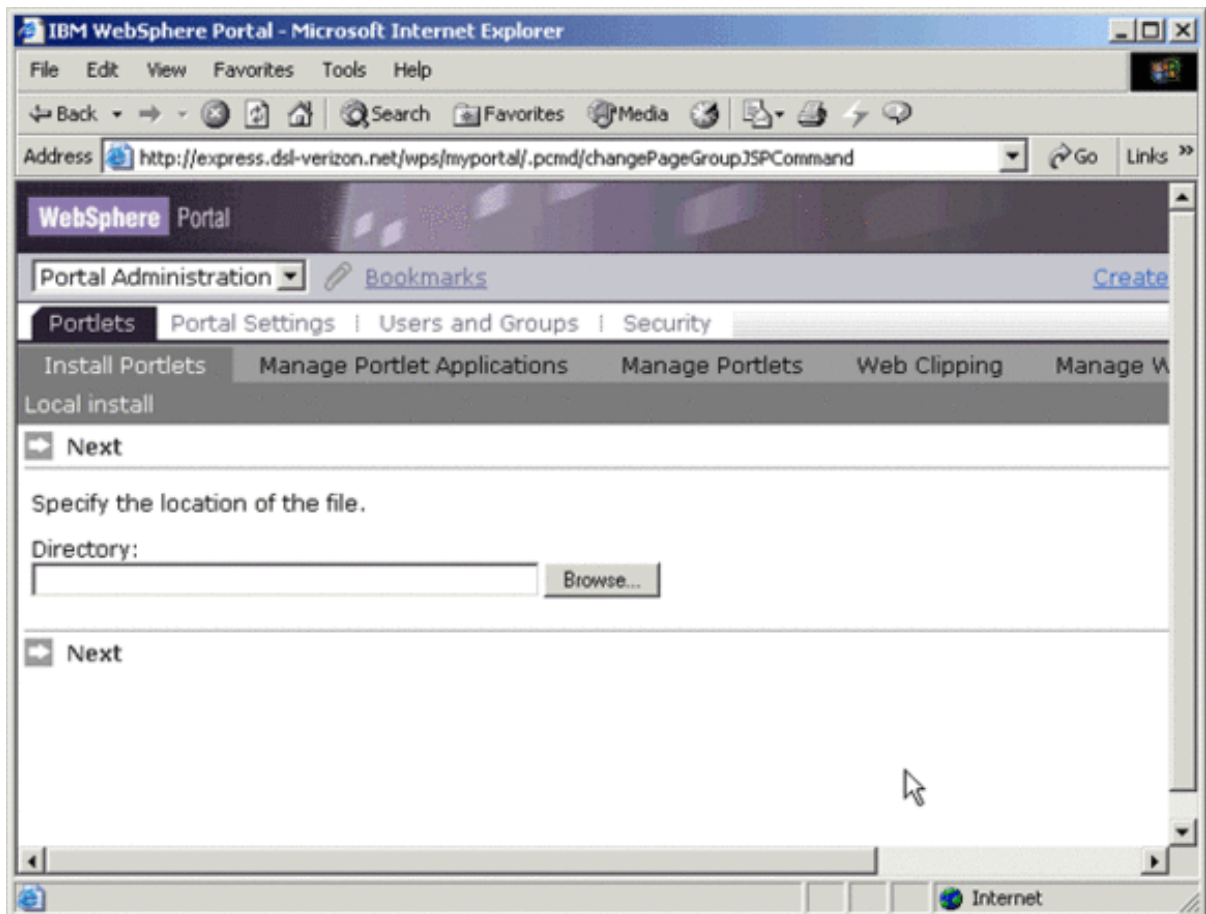 IBM WebSphere Portal - Microsoft Internet Explorer
File Edit View Favorites Tools Help
Back Search Favorites Media
Address http://express.dsl-verizon.net/wps/myportal/.pcmd/changePageGroupJSPCommand Go Links »
WebSphere Portal
Portal Administration Bookmarks Create
Portlets Portal Settings | Users and Groups | Security
Install Portlets Manage Portlet Applications Manage Portlets Web Clipping Manage W
Local install
Next
Specify the location of the file.
Directory:
Browse...
Next
Internet